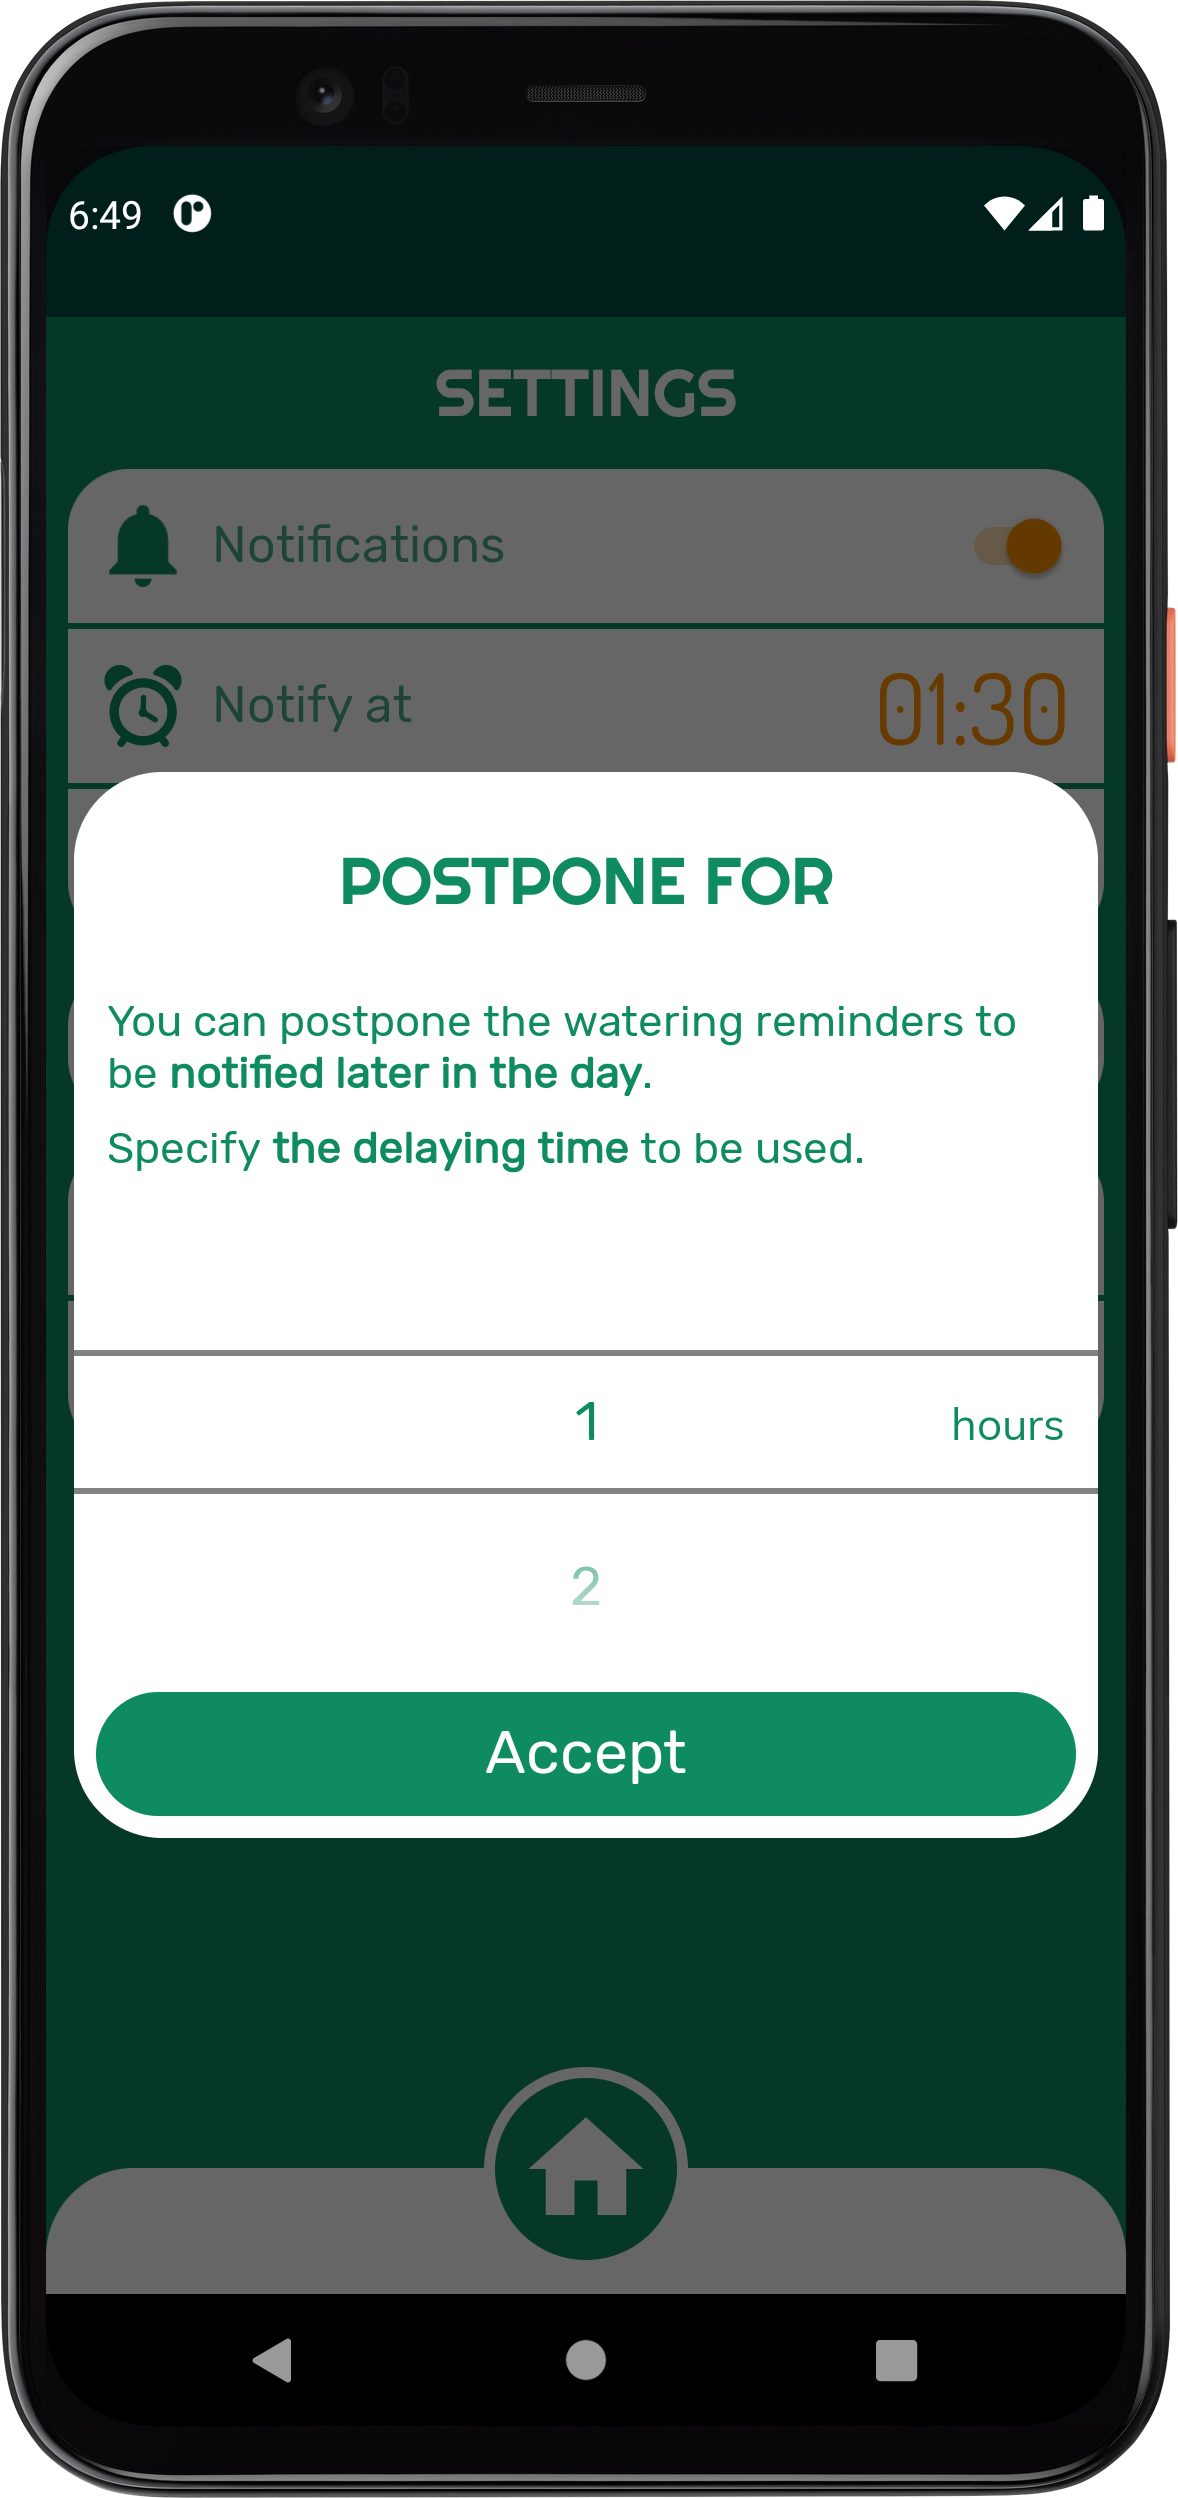 6:49
SETTINGS
Notifications
Notify at
01:30
POSTPONE FOR
You can postpone the watering reminders to
be notified later in the day.
Specify the delaying time to be used.
1
hours
2
Accept